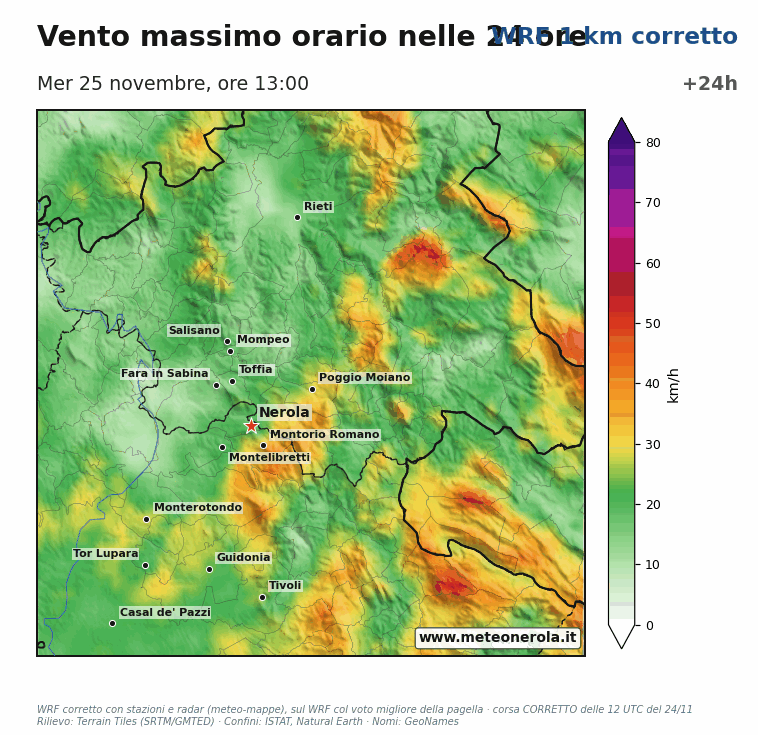 Vento massimo orario nelle 24 ore
WRF 1 km corretto
Mer 25 novembre, ore 13:00
+24h
Rieti
Salisano
Mompeo
Toffia
Fara in Sabina
Poggio Moiano
Nerola
Montorio Romano
Montelibretti
Monterotondo
Tor Lupara
Guidonia
Tivoli
Casal de' Pazzi
www.meteonerola.it
80
70
60
50
40
30
20
10
0
km/h
WRF corretto con stazioni e radar (meteo-mappe), sul WRF col voto migliore della pagella · corsa CORRETTO delle 12 UTC del 24/11
Rilievo: Terrain Tiles (SRTM/GMTED) · Confini: ISTAT, Natural Earth · Nomi: GeoNames